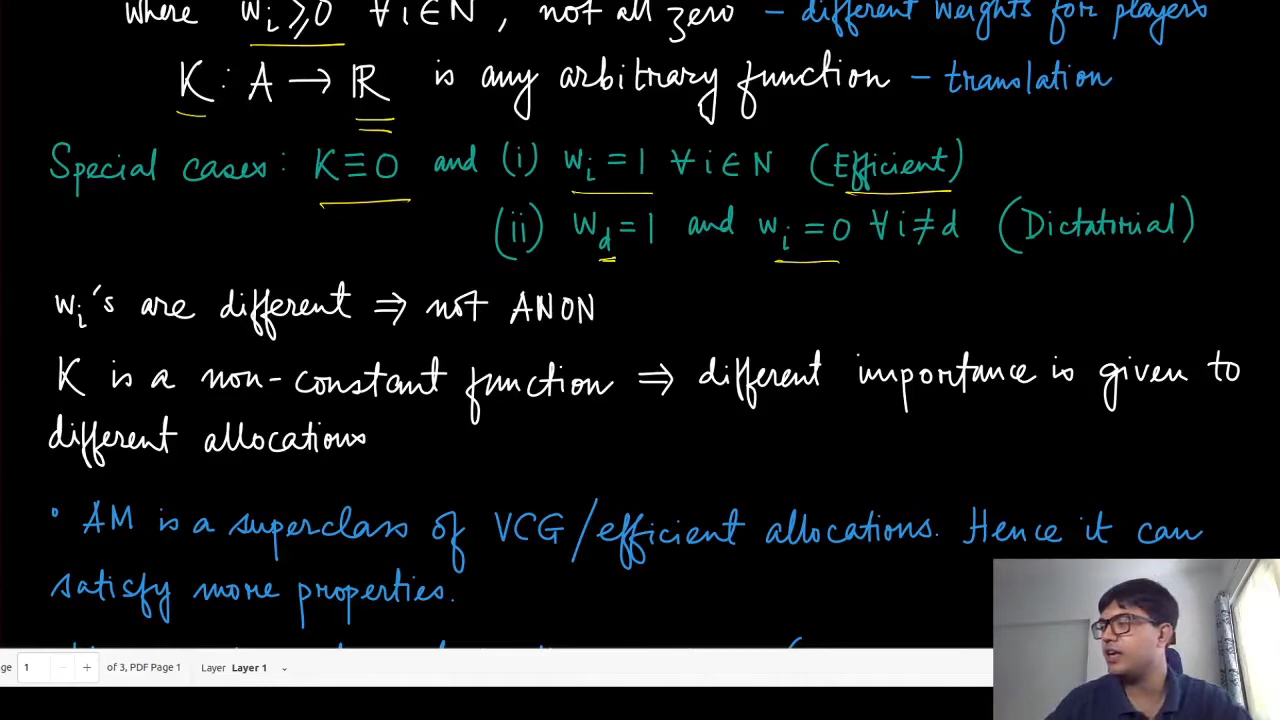 where wᵢ ⩾ 0 ∀ i ∈ N, not all zero – different weights for players
K : A → ℝ is any arbitrary function – translation
Special cases : K ≡ 0 and (i) wᵢ = 1 ∀ i ∈ N (Efficient)
(ii) w_d = 1 and wᵢ = 0 ∀ i ≠ d (Dictatorial)
wᵢ's are different ⇒ not ANON
K is a non-constant function ⇒ different importance is given to
different allocations
• AM is a superclass of VCG/efficient allocations. Hence it can
satisfy more properties.
ge 1 – + of 3, PDF Page 1 Layer Layer 1